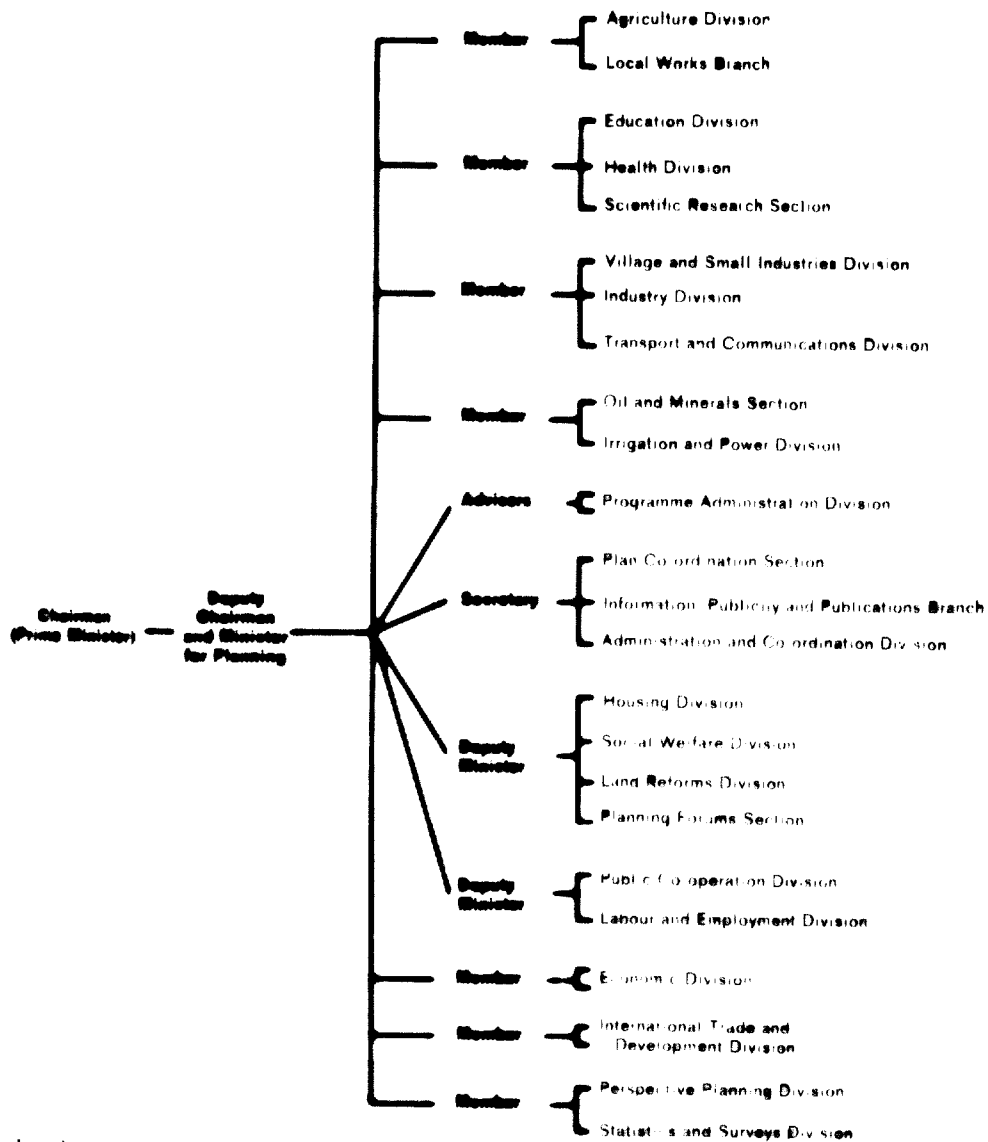 Chairman
(Prime Minister)
Deputy
Chairman
and Minister
for Planning
Member
Agriculture Division
Local Works Branch
Member
Education Division
Health Division
Scientific Research Section
Member
Village and Small Industries Division
Industry Division
Transport and Communications Division
Member
Oil and Minerals Section
Irrigation and Power Division
Advisers
Programme Administration Division
Secretary
Plan Co-ordination Section
Information, Publicity and Publications Branch
Administration and Co-ordination Division
Deputy
Minister
Housing Division
Social Welfare Division
Land Reforms Division
Planning Forums Section
Deputy
Minister
Public Co-operation Division
Labour and Employment Division
Member
Economic Division
Member
International Trade and
Development Division
Member
Perspective Planning Division
Statistics and Surveys Division